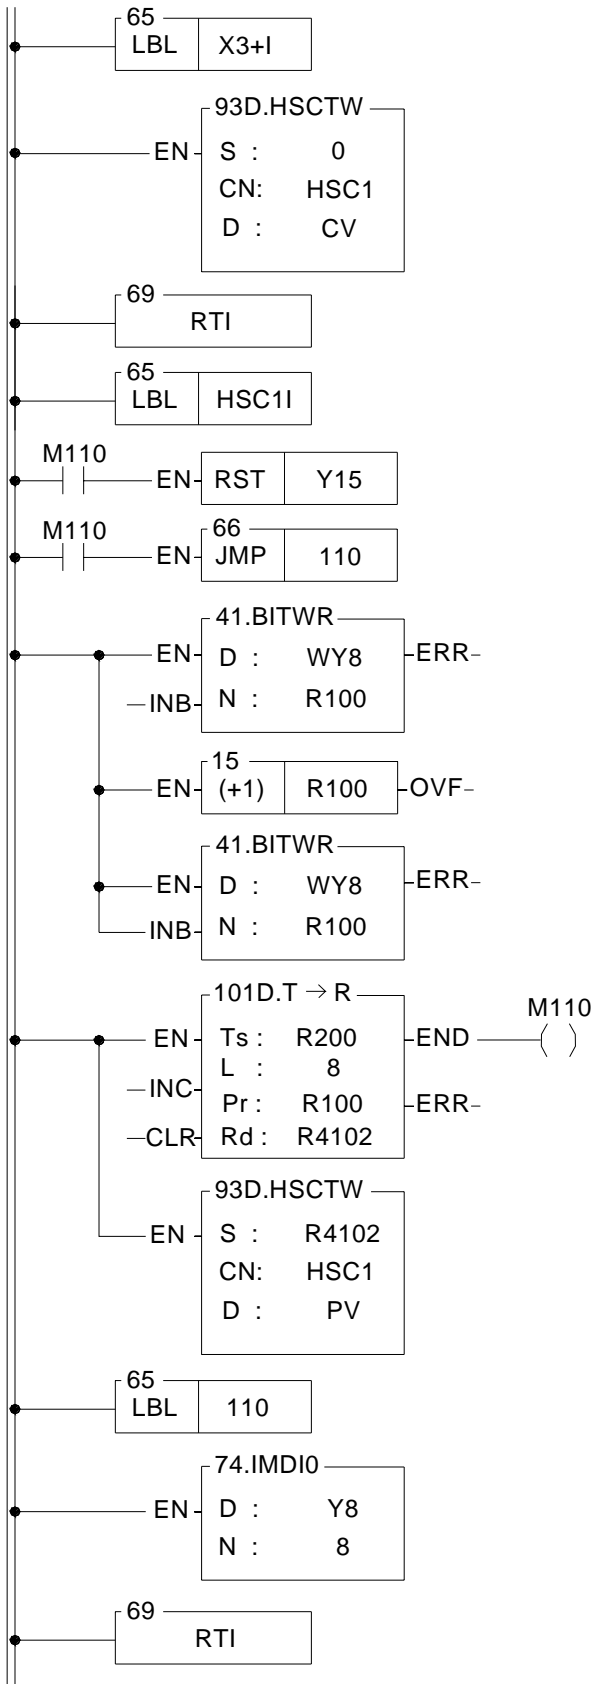 65
LBL X3+I
93D.HSCTW
EN S : 0
CN: HSC1
D : CV
69
RTI
65
LBL HSC1I
M110
EN RST Y15
M110
66
EN JMP 110
41.BITWR
EN D : WY8 ERR
INB N : R100
15
EN (+1) R100 OVF
41.BITWR
EN D : WY8 ERR
INB N : R100
101D.T → R
M110
EN Ts : R200 END ( )
L : 8
INC
Pr : R100 ERR
CLR Rd : R4102
93D.HSCTW
EN S : R4102
CN: HSC1
D : PV
65
LBL 110
74.IMDI0
EN D : Y8
N : 8
69
RTI